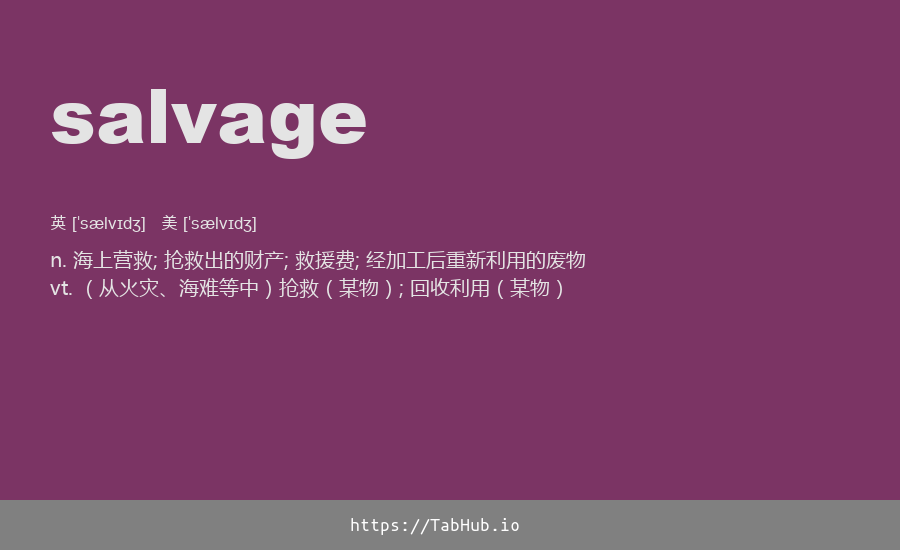 salvage
英 [ˈsælvɪdʒ] 美 [ˈsælvɪdʒ]
n. 海上营救; 抢救出的财产; 救援费; 经加工后重新利用的废物
vt. （从火灾、海难等中）抢救（某物）; 回收利用（某物）
https://TabHub.io